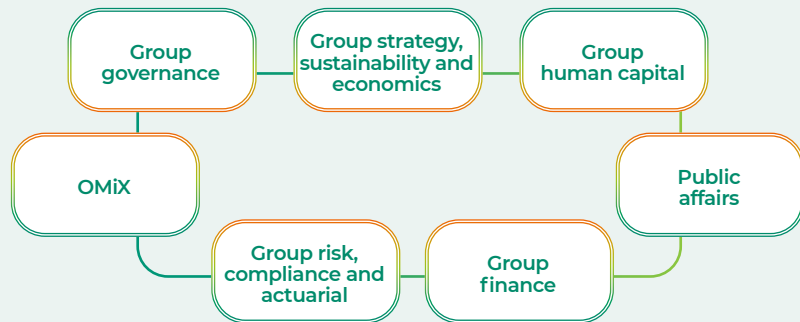 Group
governance
Group strategy,
sustainability and
economics
Group
human capital
OMiX
Public
affairs
Group risk,
compliance and
actuarial
Group
finance